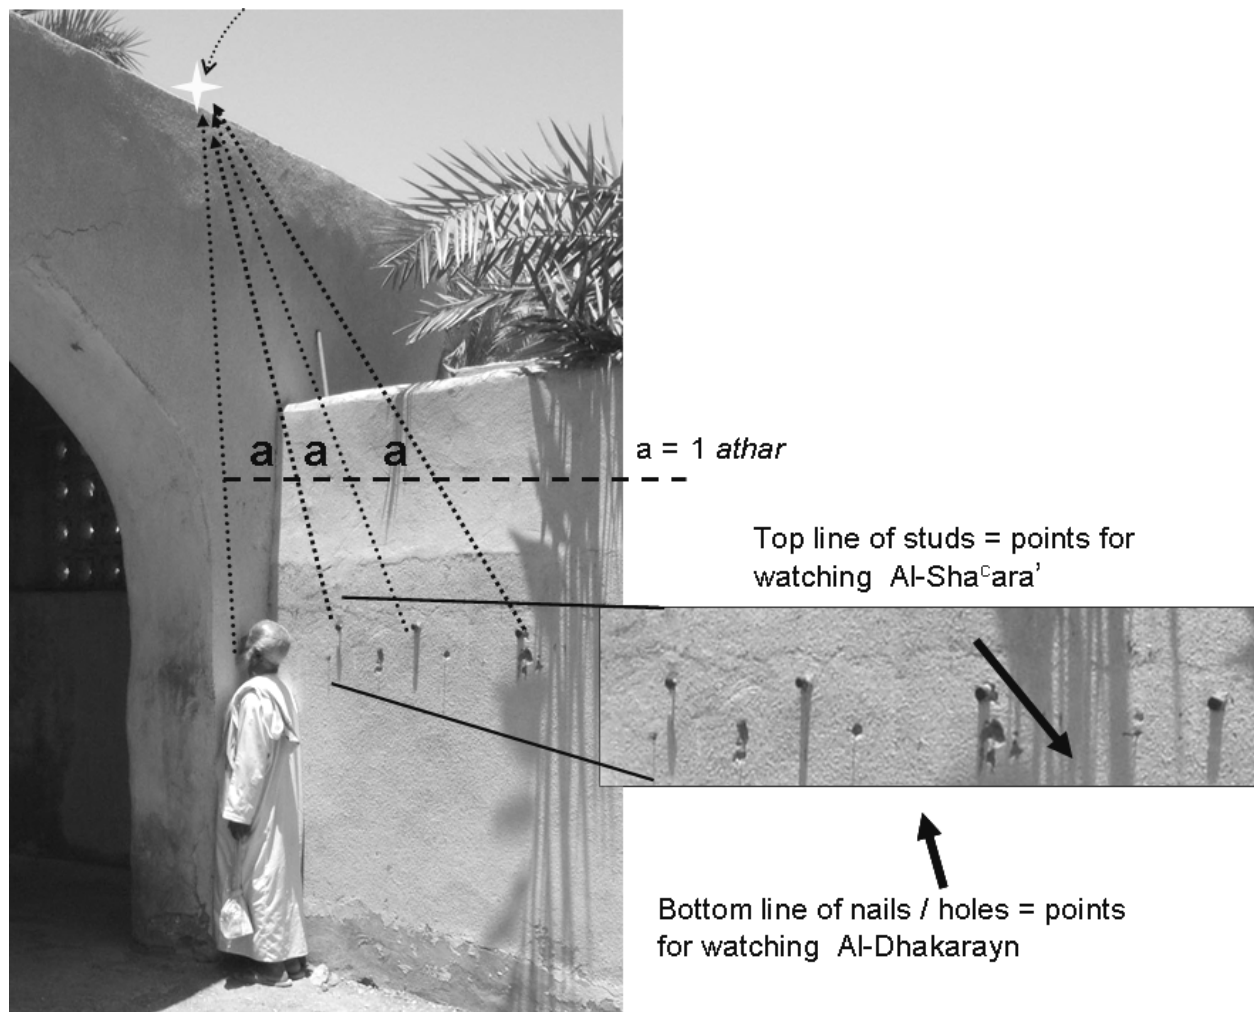 a a a
a = 1 athar
Top line of studs = points for
watching Al-Shaᶜara’
Bottom line of nails / holes = points
for watching Al-Dhakarayn